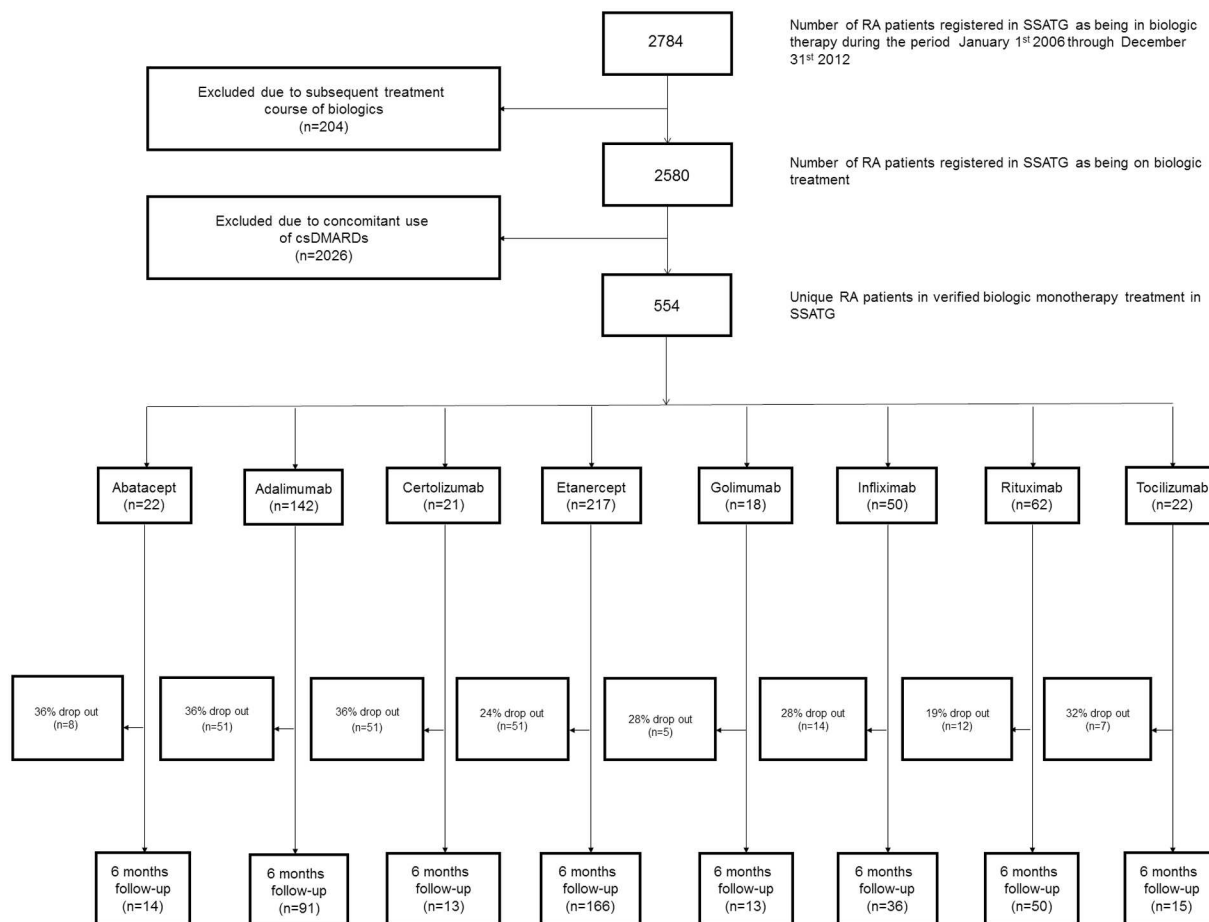 2784
Number of RA patients registered in SSATG as being in biologic
therapy during the period January 1st 2006 through December
31st 2012
Excluded due to subsequent treatment
course of biologics
(n=204)
2580
Number of RA patients registered in SSATG as being on biologic
treatment
Excluded due to concomitant use
of csDMARDs
(n=2026)
554
Unique RA patients in verified biologic monotherapy treatment in
SSATG
Abatacept
(n=22)
Adalimumab
(n=142)
Certolizumab
(n=21)
Etanercept
(n=217)
Golimumab
(n=18)
Infliximab
(n=50)
Rituximab
(n=62)
Tocilizumab
(n=22)
36% drop out
(n=8)
36% drop out
(n=51)
36% drop out
(n=51)
24% drop out
(n=51)
28% drop out
(n=5)
28% drop out
(n=14)
19% drop out
(n=12)
32% drop out
(n=7)
6 months
follow-up
(n=14)
6 months
follow-up
(n=91)
6 months
follow-up
(n=13)
6 months
follow-up
(n=166)
6 months
follow-up
(n=13)
6 months
follow-up
(n=36)
6 months
follow-up
(n=50)
6 months
follow-up
(n=15)